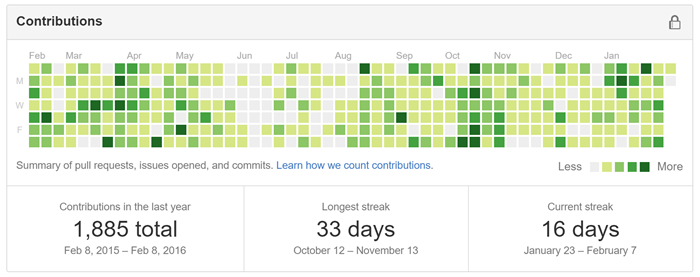 Contributions
Feb Mar Apr May Jun Jul Aug Sep Oct Nov Dec Jan
M
W
F
Summary of pull requests, issues opened, and commits. Learn how we count contributions.
Less More
Contributions in the last year
1,885 total
Feb 8, 2015 – Feb 8, 2016
Longest streak
33 days
October 12 – November 13
Current streak
16 days
January 23 – February 7